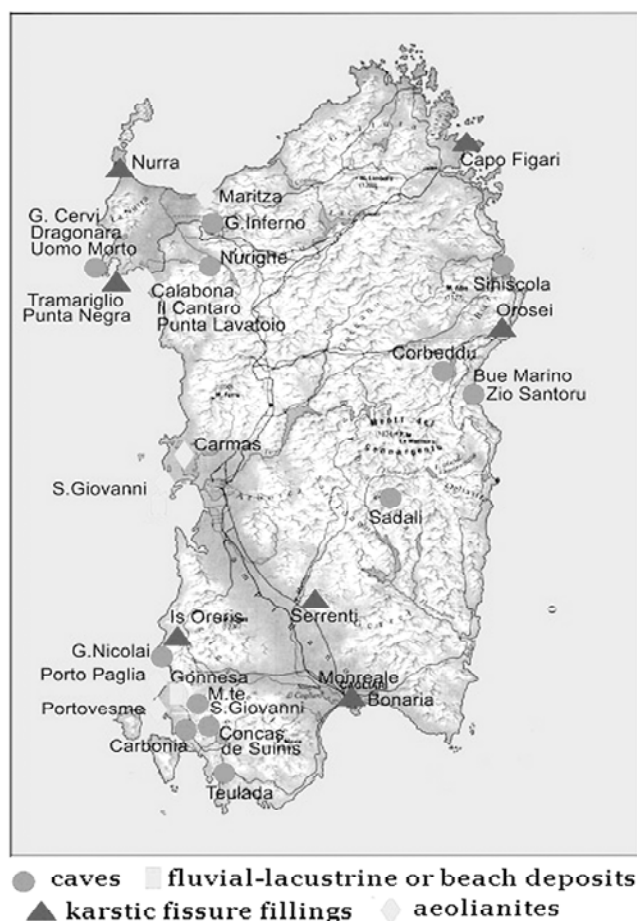 Nurra
Capo Figari
Maritza
G. Cervi
Dragonara
Uomo Morto
G.Inferno
Nurighe
Siniscola
Tramariglio
Punta Negra
Calabona
Il Cantaro
Punta Lavatoio
Orosei
Corbeddu
Bue Marino
Zio Santoru
Carmas
S.Giovanni
Sadali
Is Oreris
Serrenti
G.Nicolai
Porto Paglia
Gonnesa
Monreale
CAGLIARI
M.te
S.Giovanni
Bonaria
Portovesme
Carbonia
Concas
de Suinis
Teulada
caves fluvial-lacustrine or beach deposits
karstic fissure fillings aeolianites